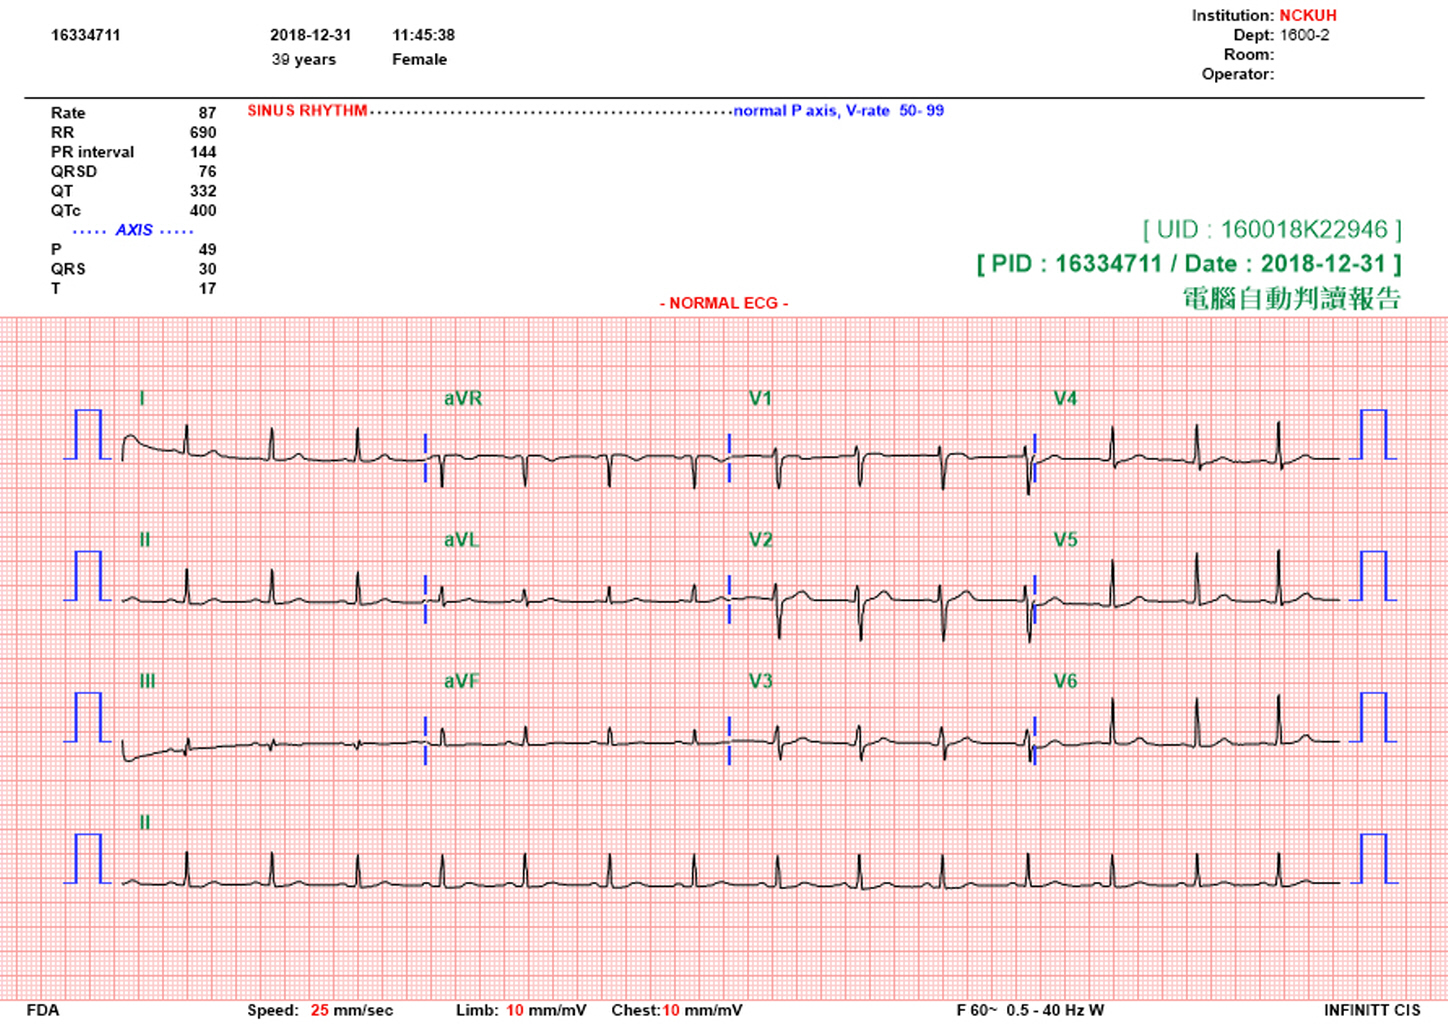 Institution: NCKUH
16334711 2018-12-31 11:45:38 Dept: 1600-2
Room:
39 years Female
Operator:
Rate 87 SINUS RHYTHM normal P axis, V-rate 50- 99
RR 690
PR interval 144
QRSD 76
QT 332
QTc 400
..... AXIS .....
P 49
QRS 30
T 17
[ UID : 160018K22946 ]
[ PID : 16334711 / Date : 2018-12-31 ]
電腦自動判讀報告
- NORMAL ECG -
I aVR V1 V4
II aVL V2 V5
III aVF V3 V6
II
FDA Speed: 25 mm/sec Limb: 10 mm/mV Chest:10 mm/mV F 60~ 0.5 - 40 Hz W INFINITT CIS